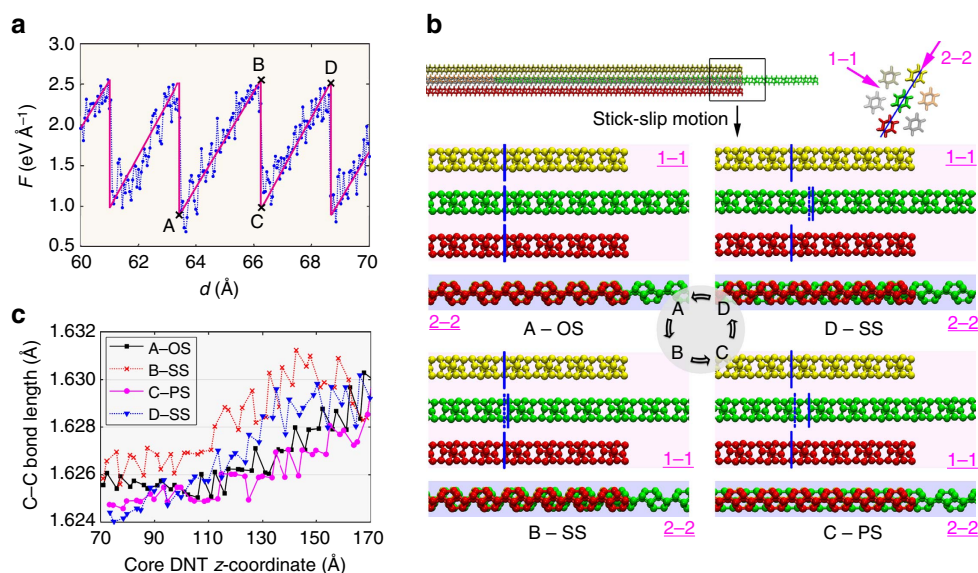 a
3.0
2.5
2.0
1.5
1.0
0.5
F (eV Å⁻¹)
B
D
A
C
60 62 64 66 68 70
d (Å)
c
1.632
1.630
1.628
1.626
1.624
C–C bond length (Å)
A–OS
B–SS
C–PS
D–SS
70 90 110 130 150 170
Core DNT z-coordinate (Å)
b
1–1
2–2
Stick-slip motion
1–1
1–1
2–2
A – OS
D – SS
2–2
A D
B C
1–1
1–1
B – SS
2–2
C – PS
2–2